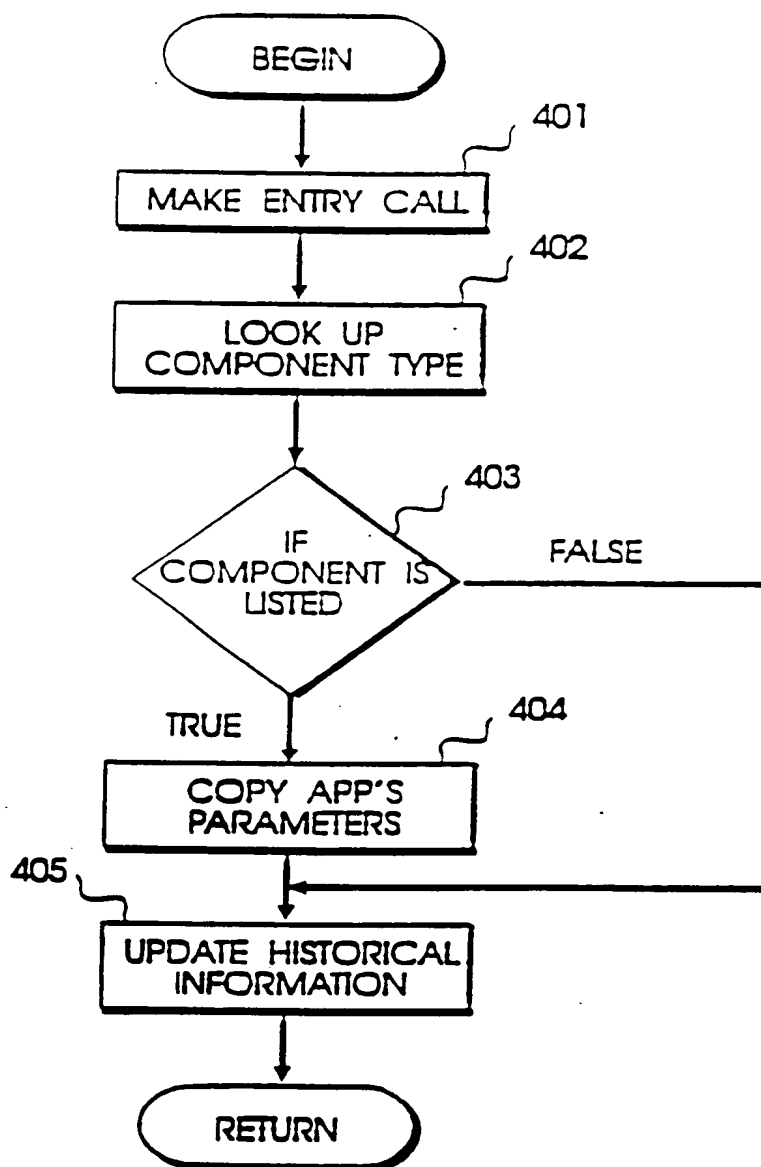 BEGIN
401
MAKE ENTRY CALL
402
LOOK UP
COMPONENT TYPE
403
IF
COMPONENT IS
LISTED
FALSE
TRUE
404
COPY APP'S
PARAMETERS
405
UPDATE HISTORICAL
INFORMATION
RETURN